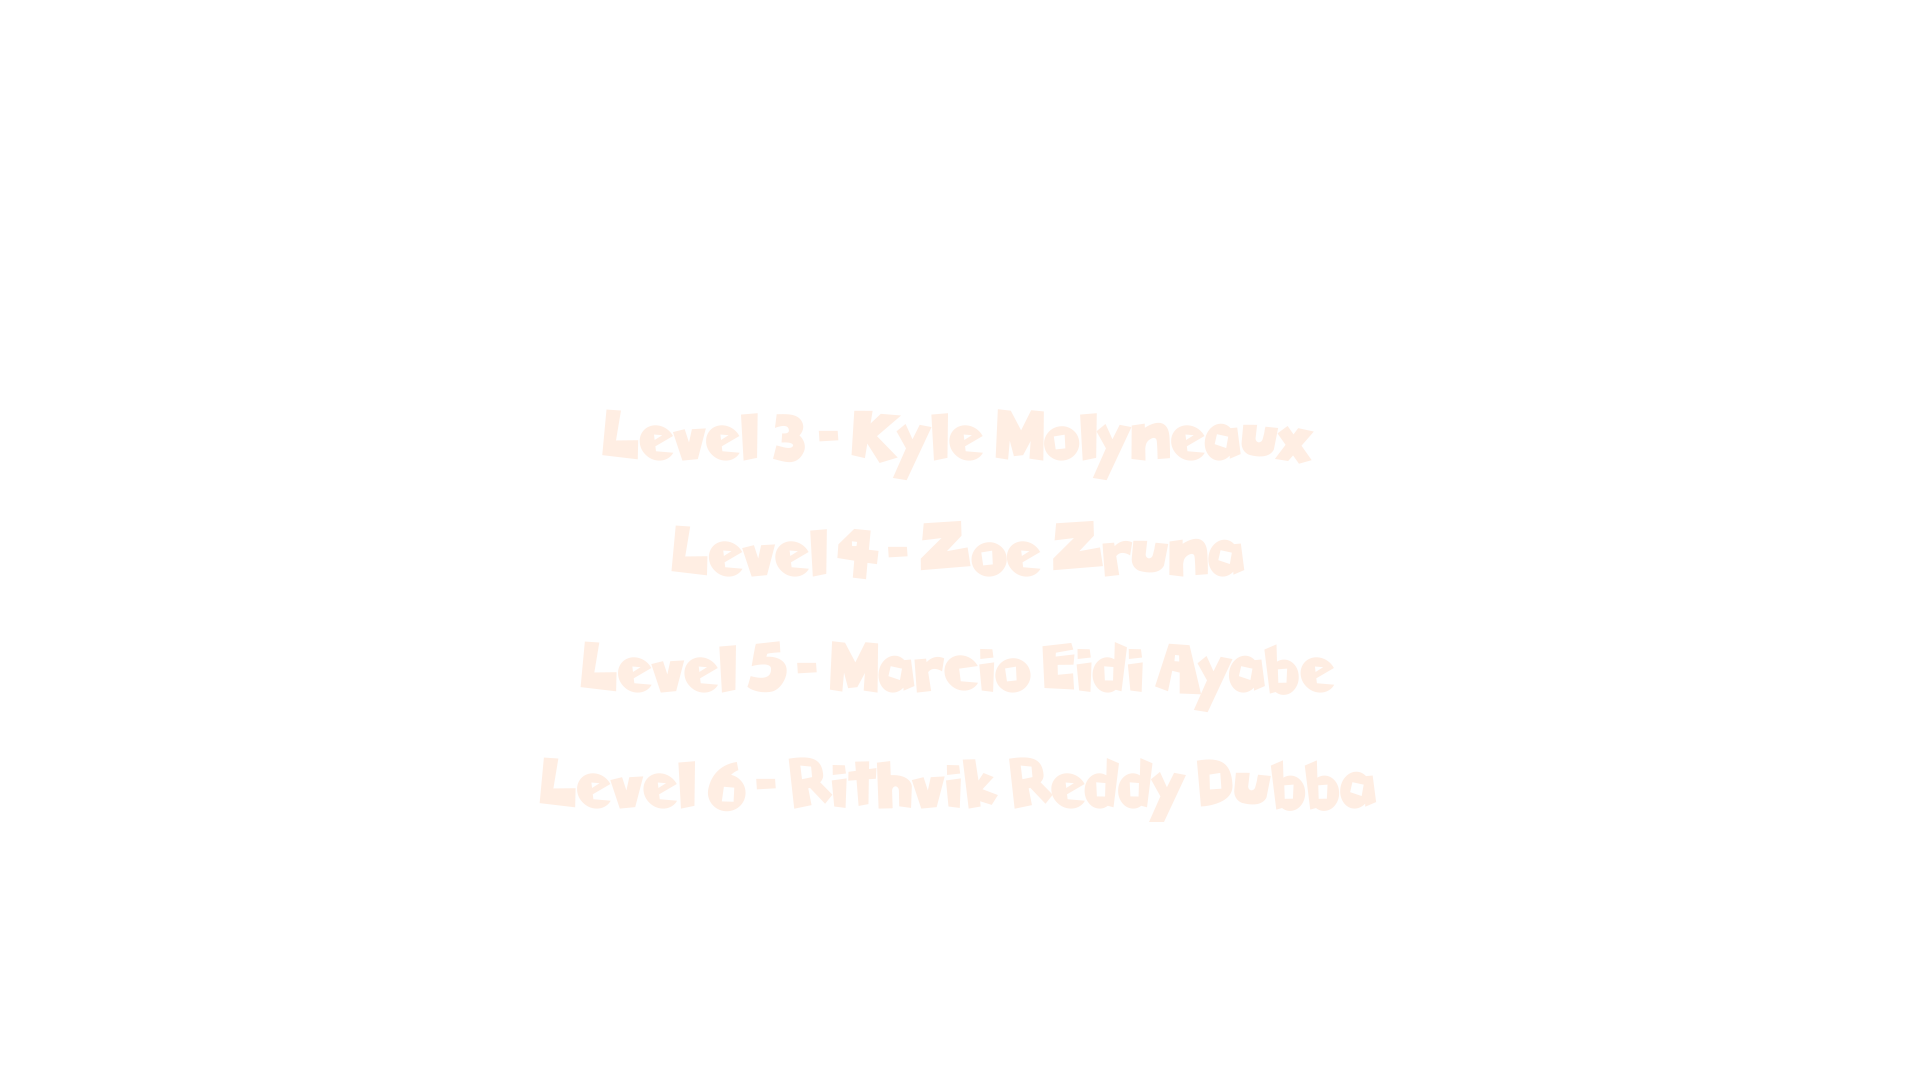 Level 3 - Kyle Molyneaux
Level 4 - Zoe Zruna
Level 5 - Marcio Eidi Ayabe
Level 6 - Rithvik Reddy Dubba